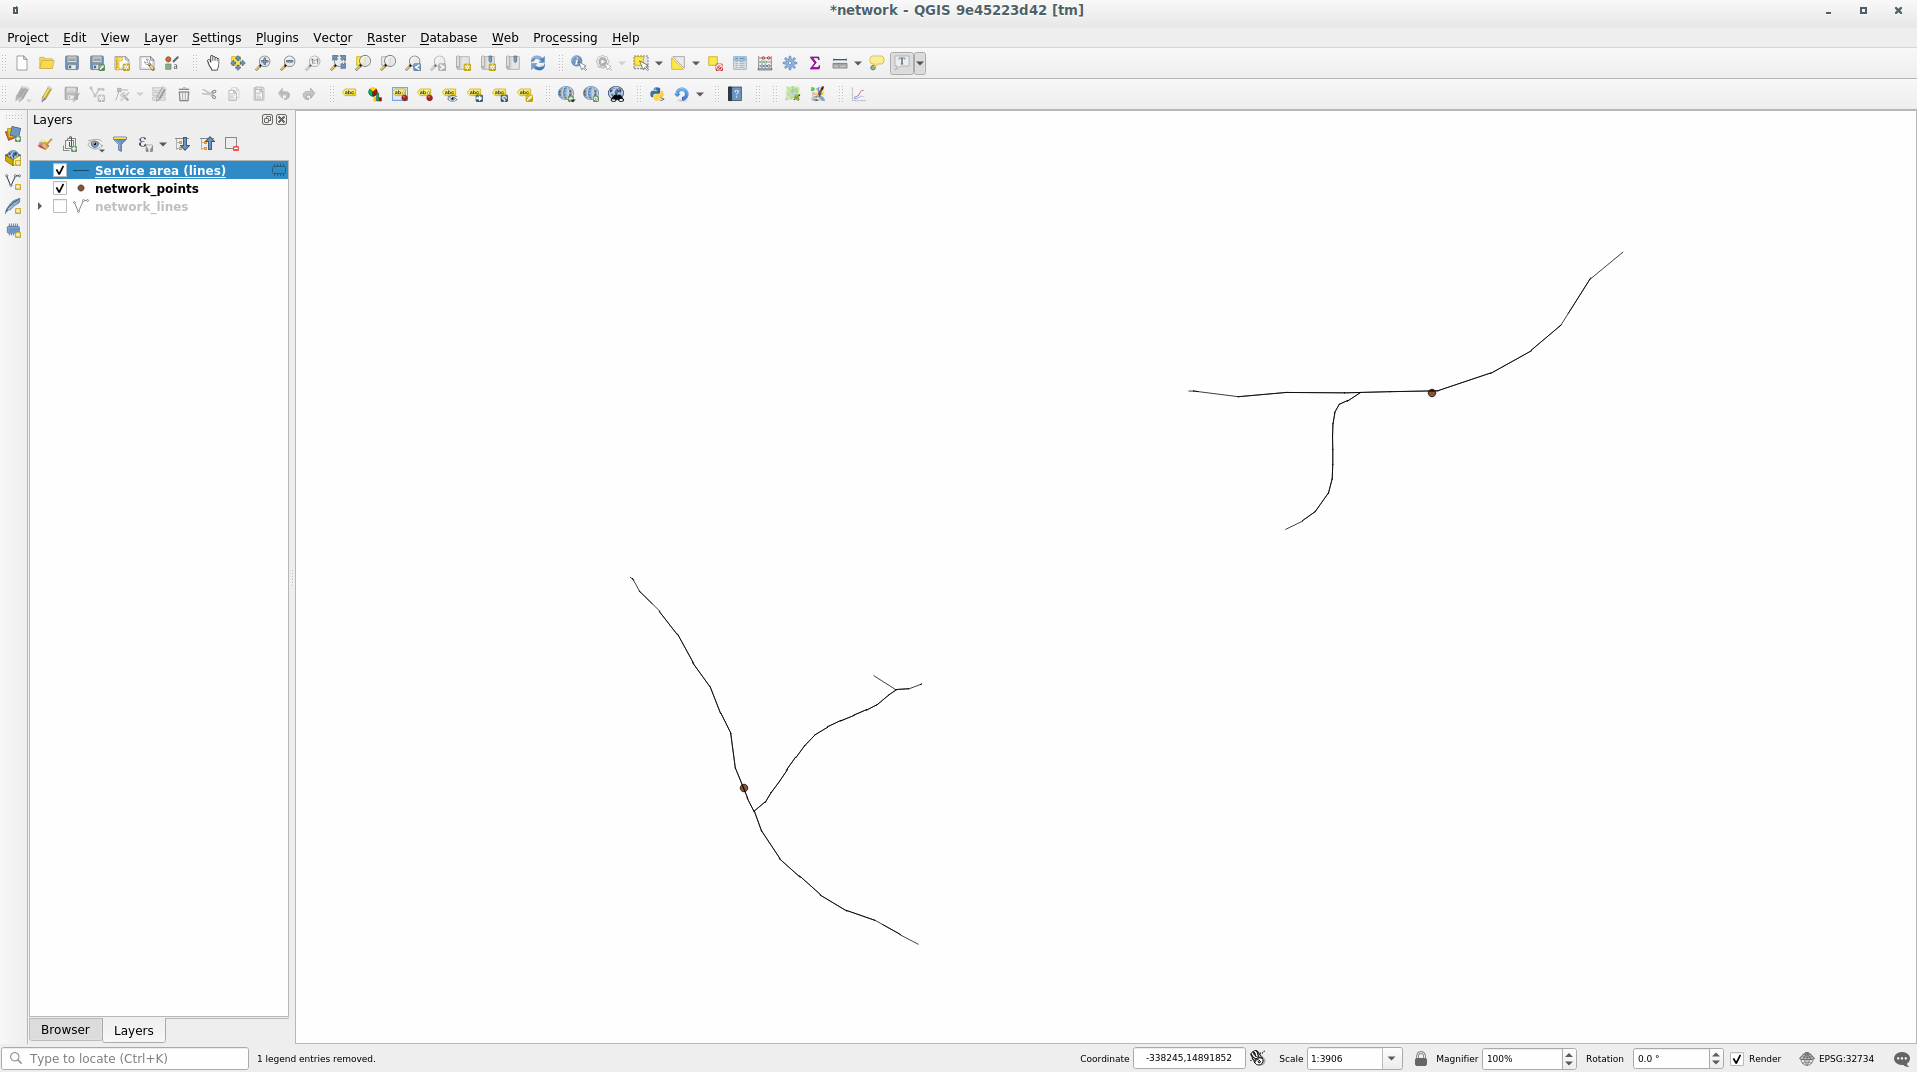 *network - QGIS 9e45223d42 [tm]
Project Edit View Layer Settings Plugins Vector Raster Database Web Processing Help
Layers
Service area (lines)
network_points
network_lines
Browser Layers
Type to locate (Ctrl+K) 1 legend entries removed. Coordinate -338245,14891852 Scale 1:3906 Magnifier 100% Rotation 0.0 ° Render EPSG:32734